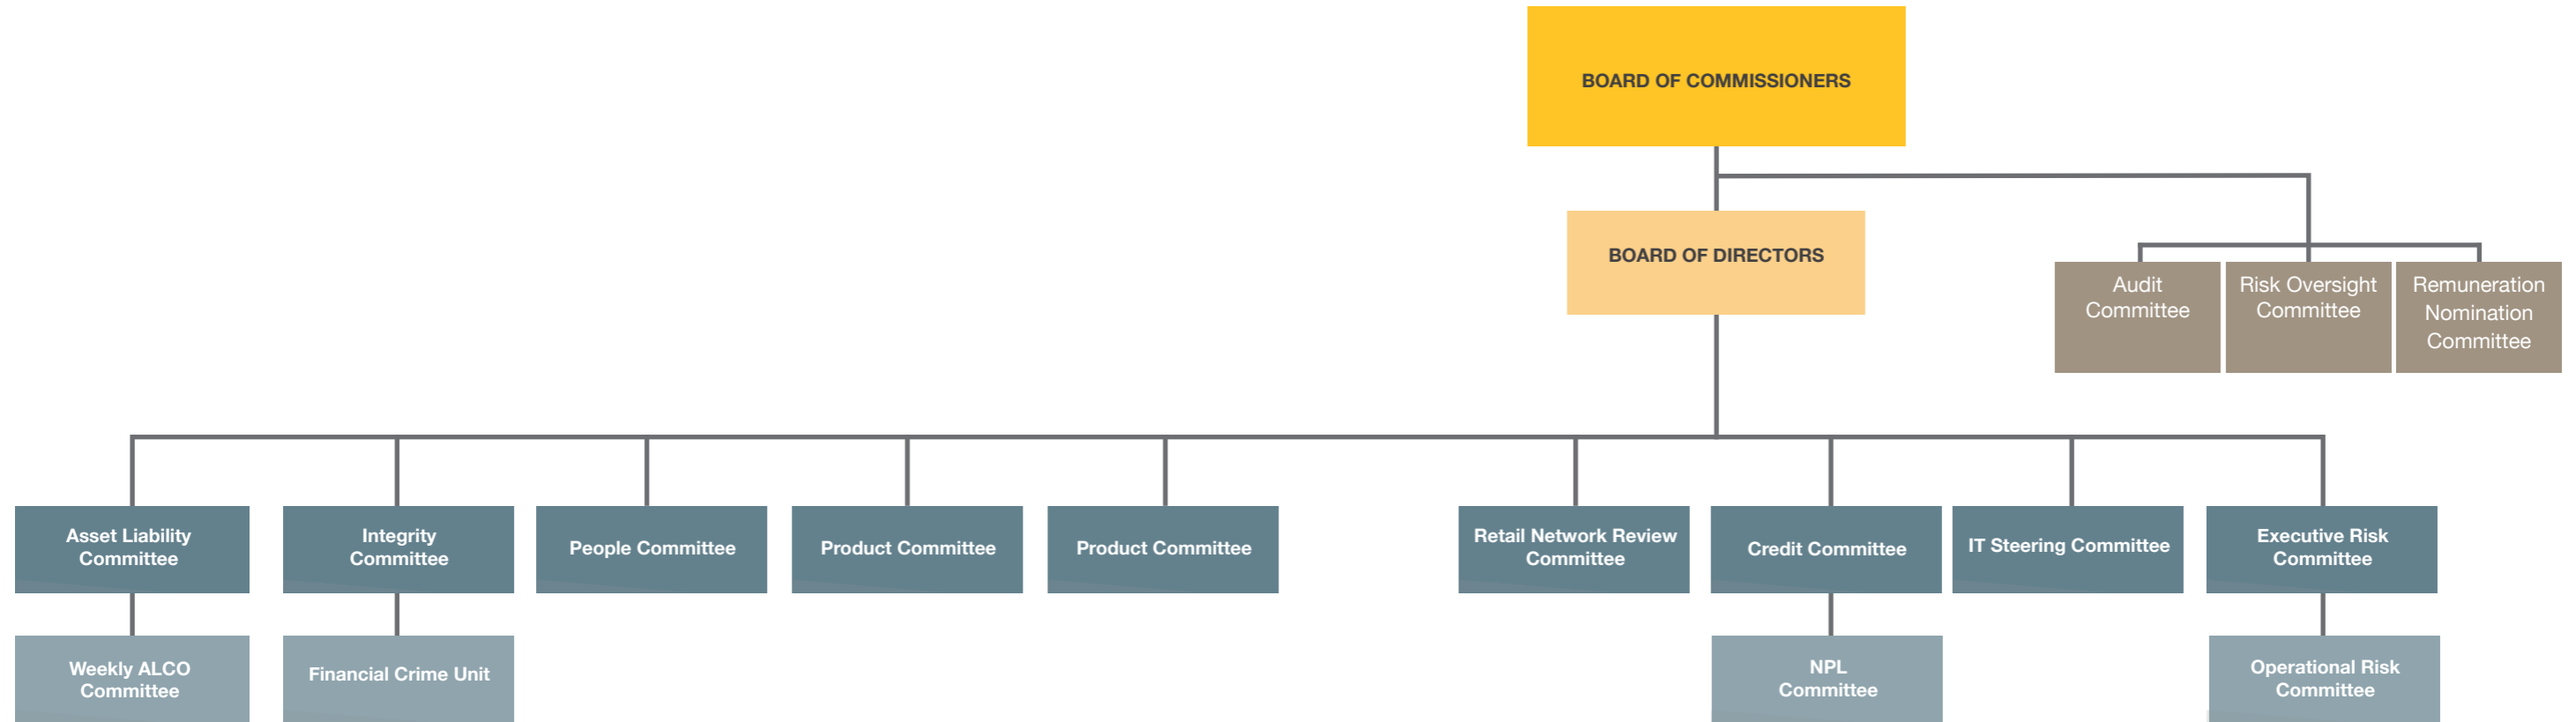 BOARD OF COMMISSIONERS
BOARD OF DIRECTORS
Audit
Committee
Risk Oversight
Committee
Remuneration
Nomination
Committee
Asset Liability
Committee
Integrity
Committee
People Committee
Product Committee
Product Committee
Retail Network Review
Committee
Credit Committee
IT Steering Committee
Executive Risk
Committee
Weekly ALCO
Committee
Financial Crime Unit
NPL
Committee
Operational Risk
Committee